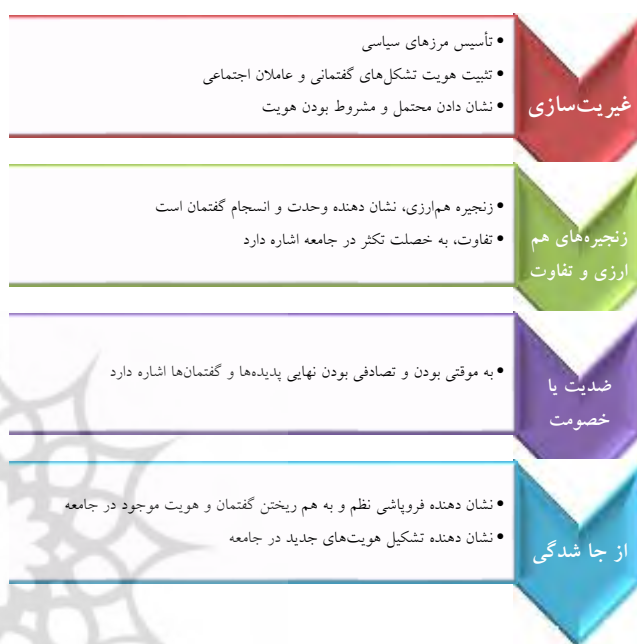 غیریت‌سازی
• تأسیس مرزهای سیاسی
• تثبیت هویت تشکل‌های گفتمانی و عاملان اجتماعی
• نشان دادن محتمل و مشروط بودن هویت
زنجیره‌های هم
ارزی و تفاوت
• زنجیره هم‌ارزی، نشان دهنده وحدت و انسجام گفتمان است
• تفاوت، به خصلت تکثر در جامعه اشاره دارد
ضدیت یا
خصومت
• به موقتی بودن و تصادفی بودن نهایی پدیده‌ها و گفتمان‌ها اشاره دارد
از جا شدگی
• نشان دهنده فروپاشی نظم و به هم ریختن گفتمان و هویت موجود در جامعه
• نشان دهنده تشکیل هویت‌های جدید در جامعه